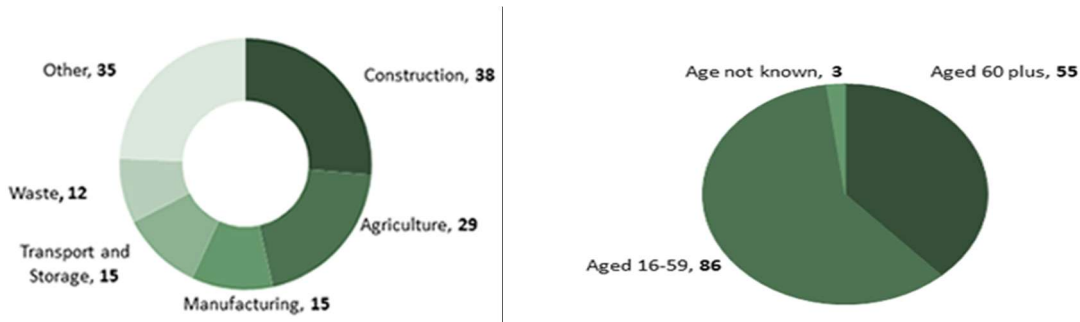 Other, 35
Construction, 38
Waste, 12
Agriculture, 29
Transport and
Storage, 15
Manufacturing, 15
Age not known, 3
Aged 60 plus, 55
Aged 16-59, 86